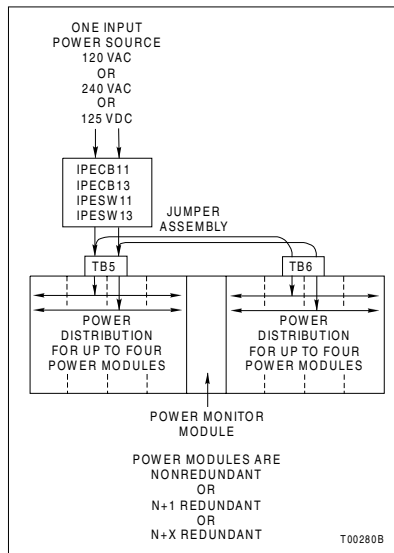 ONE INPUT
POWER SOURCE
120 VAC
OR
240 VAC
OR
125 VDC
IPECB11
IPECB13
IPESW11
IPESW13
JUMPER
ASSEMBLY
TB5
TB6
POWER
DISTRIBUTION
FOR UP TO FOUR
POWER MODULES
POWER
DISTRIBUTION
FOR UP TO FOUR
POWER MODULES
POWER MONITOR
MODULE
POWER MODULES ARE
NONREDUNDANT
OR
N+1 REDUNDANT
OR
N+X REDUNDANT
T00280B